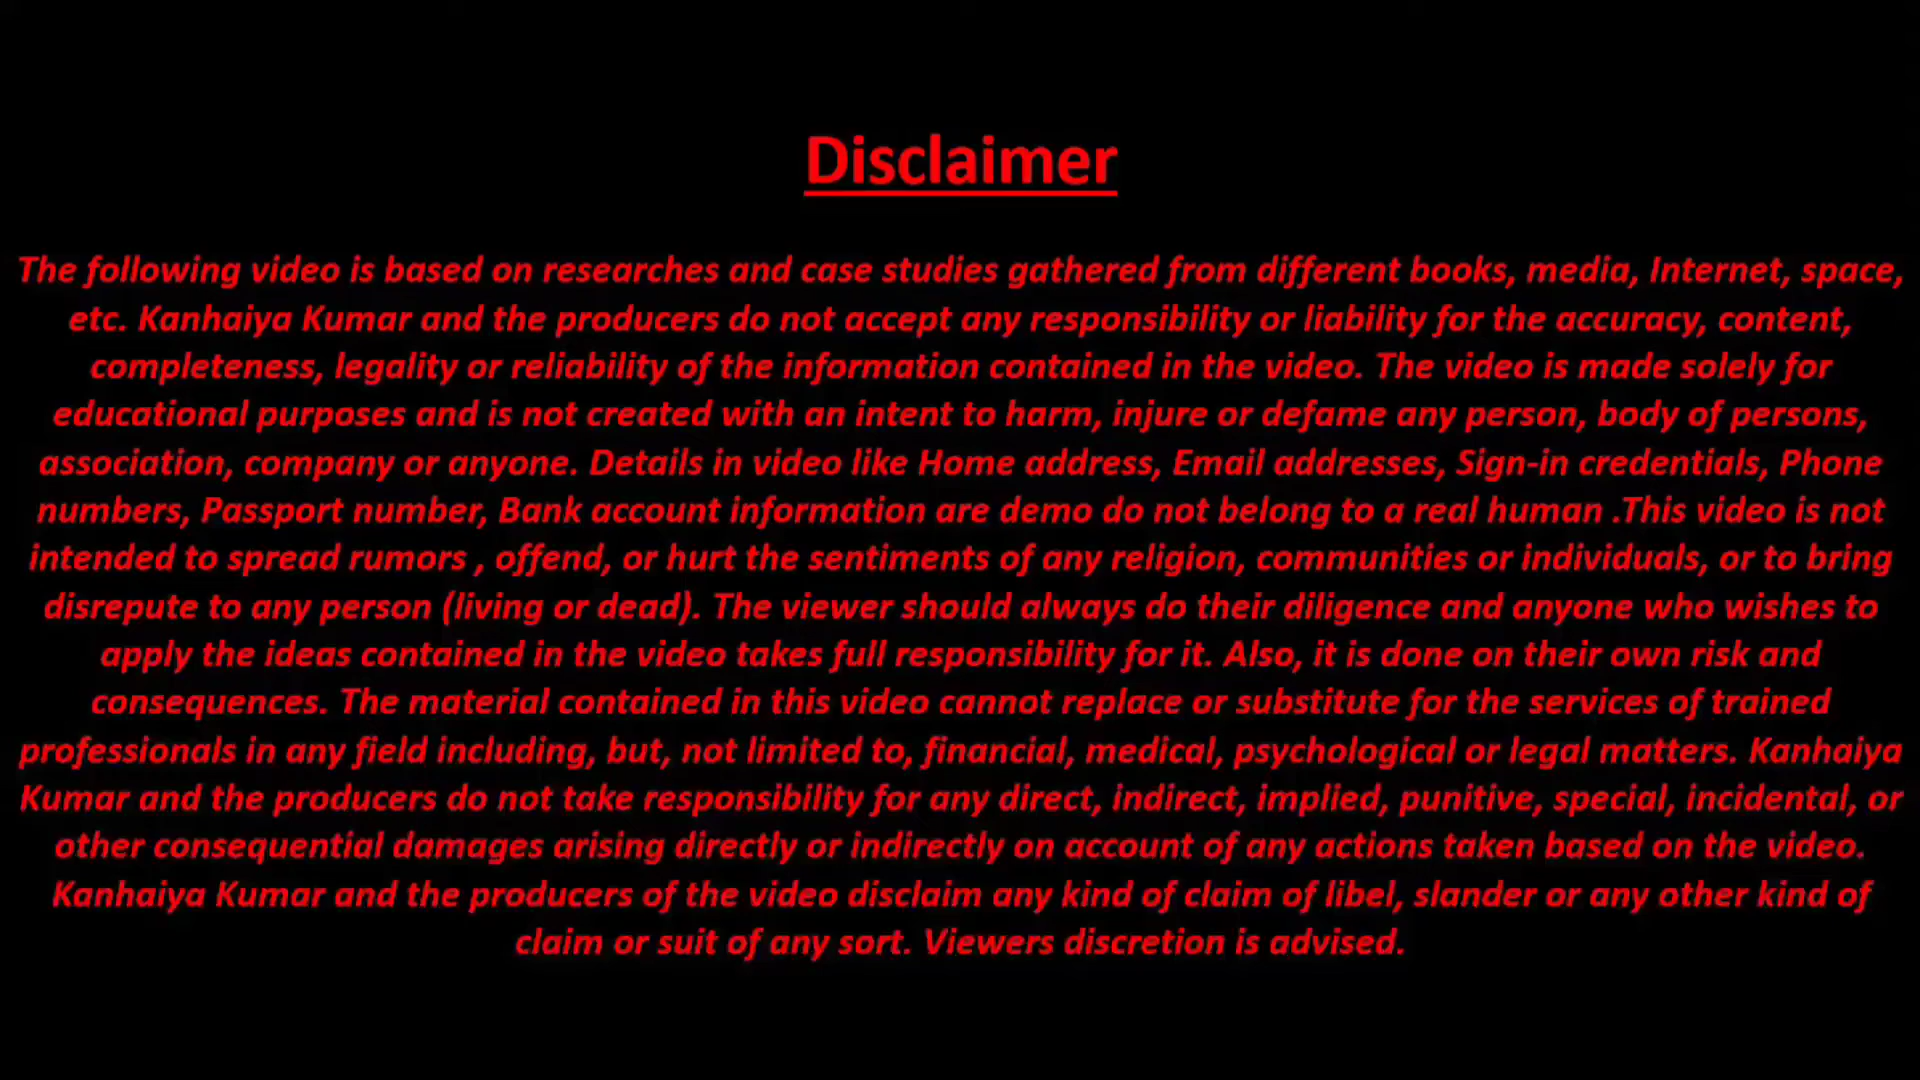 Disclaimer
The following video is based on researches and case studies gathered from different books, media, Internet, space,
etc. Kanhaiya Kumar and the producers do not accept any responsibility or liability for the accuracy, content,
completeness, legality or reliability of the information contained in the video. The video is made solely for
educational purposes and is not created with an intent to harm, injure or defame any person, body of persons,
association, company or anyone. Details in video like Home address, Email addresses, Sign-in credentials, Phone
numbers, Passport number, Bank account information are demo do not belong to a real human .This video is not
intended to spread rumors , offend, or hurt the sentiments of any religion, communities or individuals, or to bring
disrepute to any person (living or dead). The viewer should always do their diligence and anyone who wishes to
apply the ideas contained in the video takes full responsibility for it. Also, it is done on their own risk and
consequences. The material contained in this video cannot replace or substitute for the services of trained
professionals in any field including, but, not limited to, financial, medical, psychological or legal matters. Kanhaiya
Kumar and the producers do not take responsibility for any direct, indirect, implied, punitive, special, incidental, or
other consequential damages arising directly or indirectly on account of any actions taken based on the video.
Kanhaiya Kumar and the producers of the video disclaim any kind of claim of libel, slander or any other kind of
claim or suit of any sort. Viewers discretion is advised.